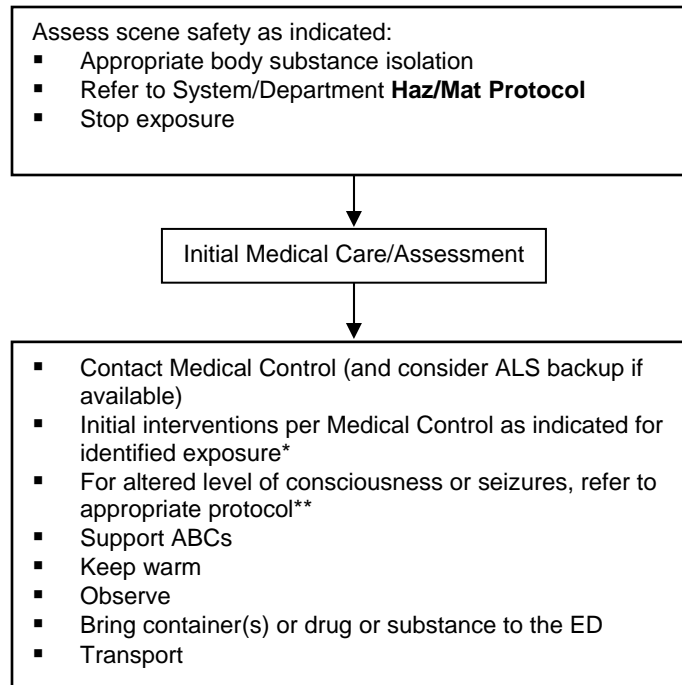 Assess scene safety as indicated:
▪ Appropriate body substance isolation
▪ Refer to System/Department Haz/Mat Protocol
▪ Stop exposure
Initial Medical Care/Assessment
▪ Contact Medical Control (and consider ALS backup if
available)
▪ Initial interventions per Medical Control as indicated for
identified exposure*
▪ For altered level of consciousness or seizures, refer to
appropriate protocol**
▪ Support ABCs
▪ Keep warm
▪ Observe
▪ Bring container(s) or drug or substance to the ED
▪ Transport